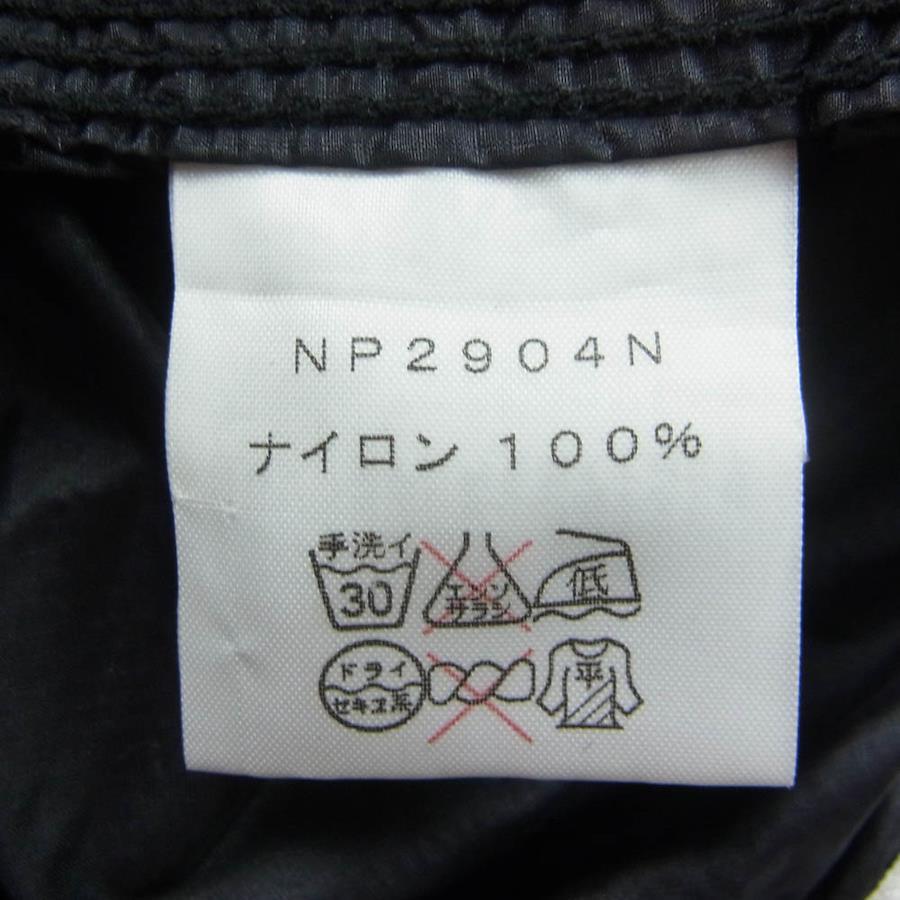 NP2904N
ナイロン 100%
手洗イ
30
エンソ
サラシ
低
ドライ
セキユ系
平